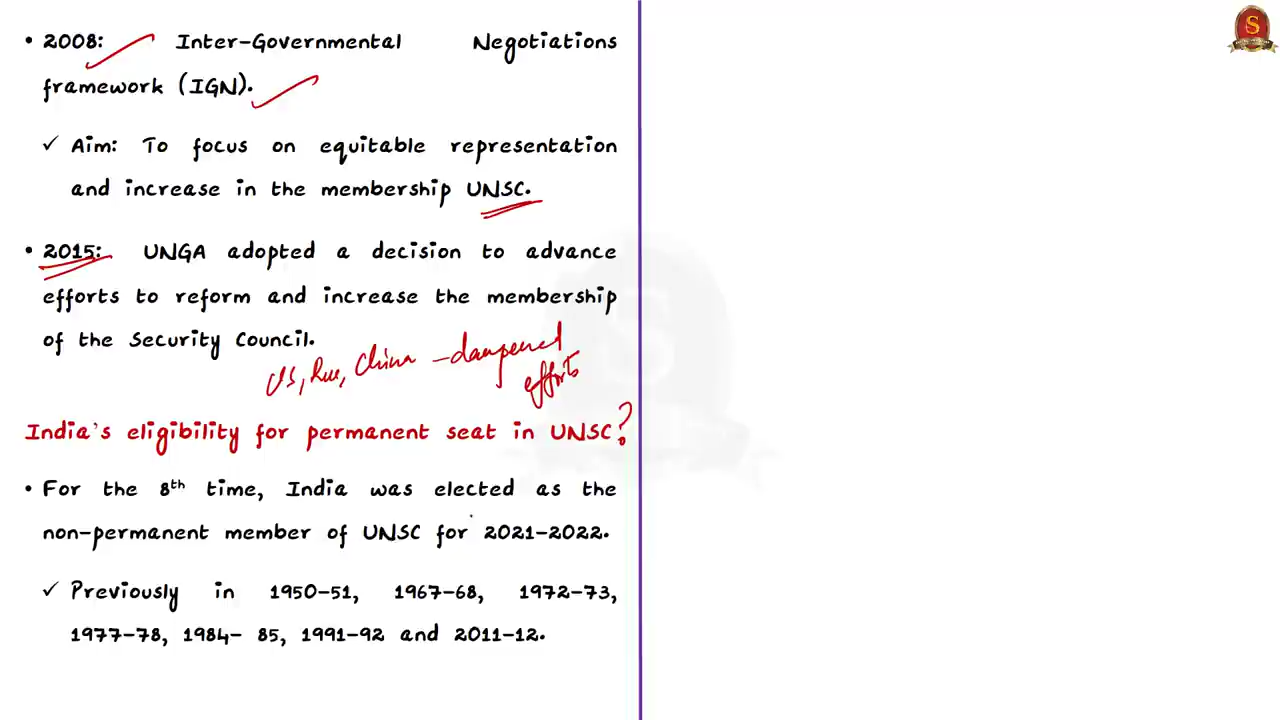 • 2008: Inter-Governmental Negotiations
framework (IGN).
✓ Aim: To focus on equitable representation
and increase in the membership UNSC.
• 2015: UNGA adopted a decision to advance
efforts to reform and increase the membership
of the Security Council.
US, Rus, China – dampened
efforts
India's eligibility for permanent seat in UNSC?
• For the 8th time, India was elected as the
non-permanent member of UNSC for 2021-2022.
✓ Previously in 1950-51, 1967-68, 1972-73,
1977-78, 1984- 85, 1991-92 and 2011-12.
S
S